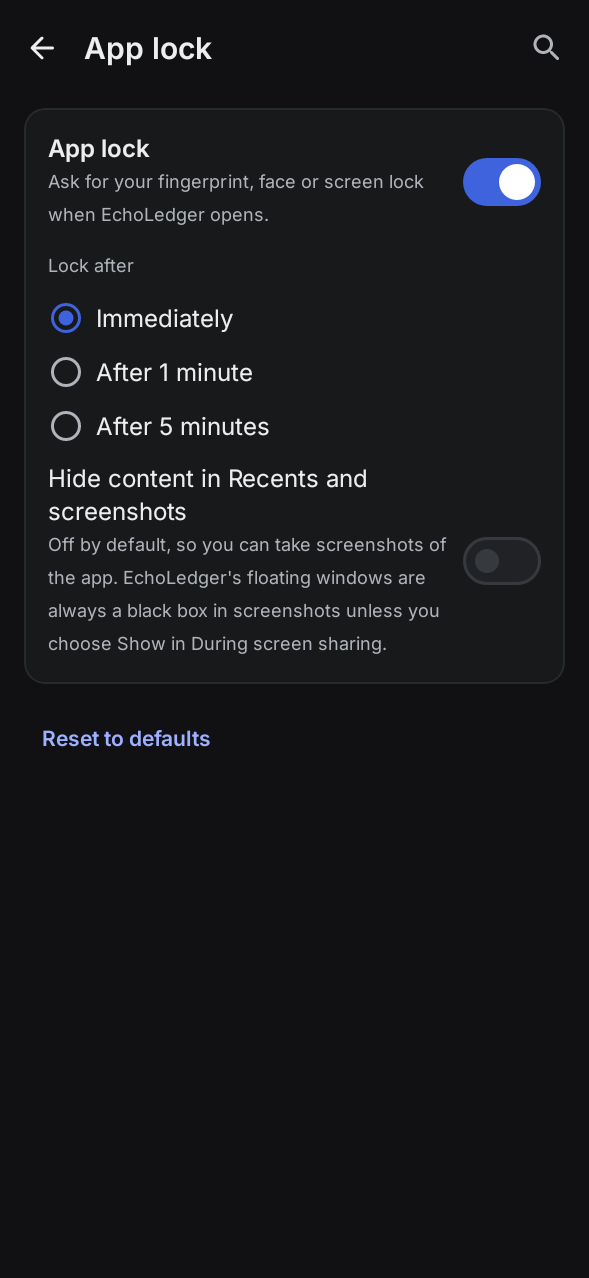 App lock
App lock
Ask for your fingerprint, face or screen lock
when EchoLedger opens.
Lock after
Immediately
After 1 minute
After 5 minutes
Hide content in Recents and
screenshots
Off by default, so you can take screenshots of
the app. EchoLedger's floating windows are
always a black box in screenshots unless you
choose Show in During screen sharing.
Reset to defaults